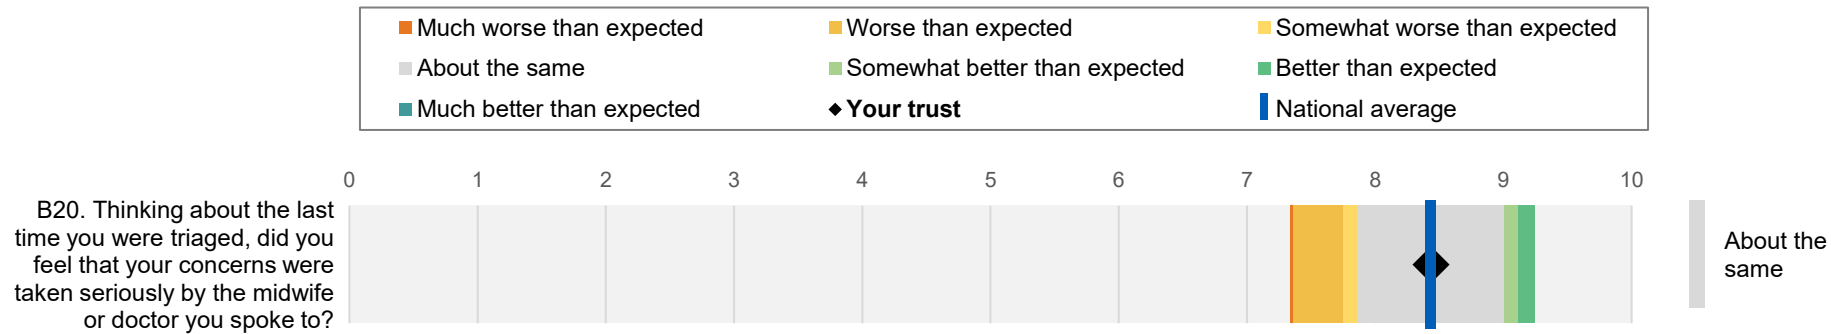 Much worse than expected
Worse than expected
Somewhat worse than expected
About the same
Somewhat better than expected
Better than expected
Much better than expected
Your trust
National average
0 1 2 3 4 5 6 7 8 9 10
B20. Thinking about the last
time you were triaged, did you
feel that your concerns were
taken seriously by the midwife
or doctor you spoke to?
About the
same